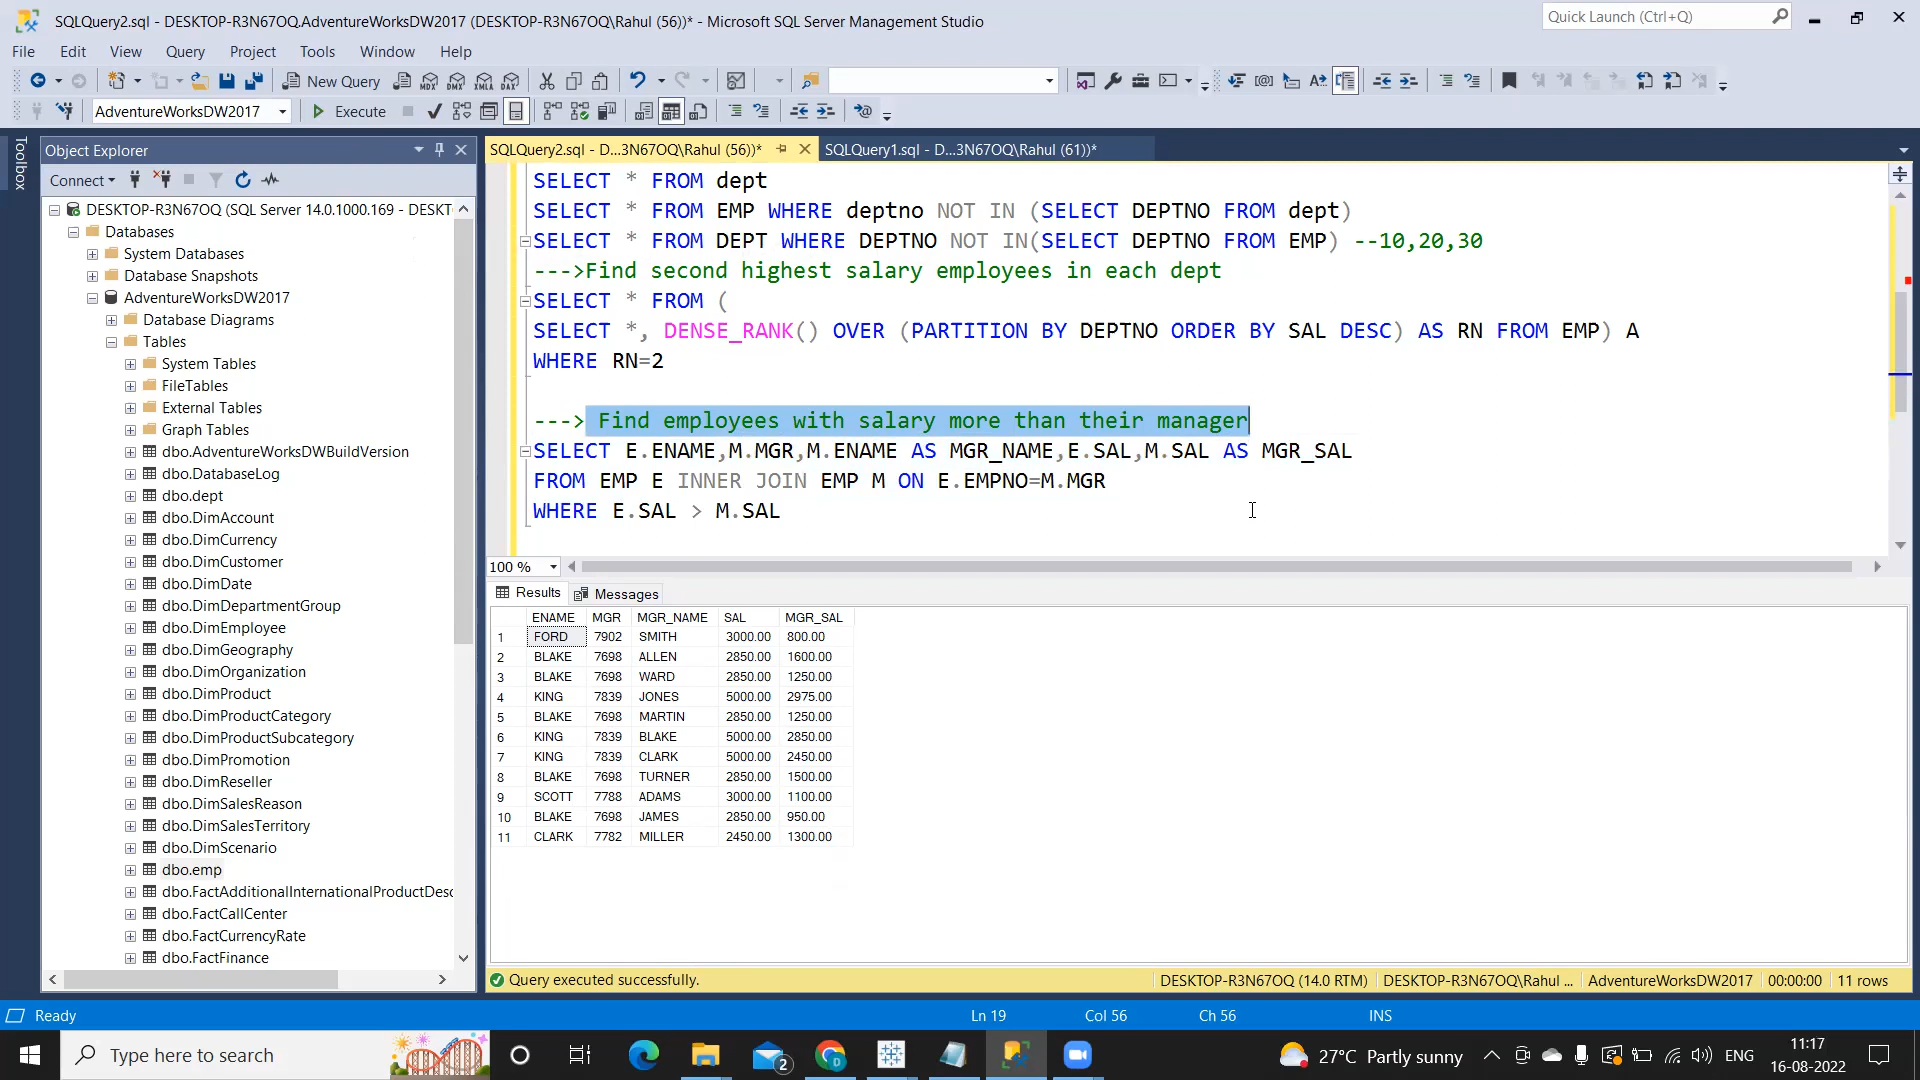 SQLQuery2.sql - DESKTOP-R3N67OQ.AdventureWorksDW2017 (DESKTOP-R3N67OQ\Rahul (56))* - Microsoft SQL Server Management Studio
Quick Launch (Ctrl+Q)
File Edit View Query Project Tools Window Help
New Query
MDX DMX XMLA DAX
AdventureWorksDW2017
Execute
Toolbox
Object Explorer
Connect
DESKTOP-R3N67OQ (SQL Server 14.0.1000.169 - DESKT
Databases
System Databases
Database Snapshots
AdventureWorksDW2017
Database Diagrams
Tables
System Tables
FileTables
External Tables
Graph Tables
dbo.AdventureWorksDWBuildVersion
dbo.DatabaseLog
dbo.dept
dbo.DimAccount
dbo.DimCurrency
dbo.DimCustomer
dbo.DimDate
dbo.DimDepartmentGroup
dbo.DimEmployee
dbo.DimGeography
dbo.DimOrganization
dbo.DimProduct
dbo.DimProductCategory
dbo.DimProductSubcategory
dbo.DimPromotion
dbo.DimReseller
dbo.DimSalesReason
dbo.DimSalesTerritory
dbo.DimScenario
dbo.emp
dbo.FactAdditionalInternationalProductDesc
dbo.FactCallCenter
dbo.FactCurrencyRate
dbo.FactFinance
SQLQuery2.sql - D...3N67OQ\Rahul (56))*
SQLQuery1.sql - D...3N67OQ\Rahul (61))*
SELECT * FROM dept
SELECT * FROM EMP WHERE deptno NOT IN (SELECT DEPTNO FROM dept)
SELECT * FROM DEPT WHERE DEPTNO NOT IN(SELECT DEPTNO FROM EMP) --10,20,30
--->Find second highest salary employees in each dept
SELECT * FROM (
SELECT *, DENSE_RANK() OVER (PARTITION BY DEPTNO ORDER BY SAL DESC) AS RN FROM EMP) A
WHERE RN=2
---> Find employees with salary more than their manager
SELECT E.ENAME,M.MGR,M.ENAME AS MGR_NAME,E.SAL,M.SAL AS MGR_SAL
FROM EMP E INNER JOIN EMP M ON E.EMPNO=M.MGR
WHERE E.SAL > M.SAL
100 %
Results Messages
ENAME MGR MGR_NAME SAL MGR_SAL
1 FORD 7902 SMITH 3000.00 800.00
2 BLAKE 7698 ALLEN 2850.00 1600.00
3 BLAKE 7698 WARD 2850.00 1250.00
4 KING 7839 JONES 5000.00 2975.00
5 BLAKE 7698 MARTIN 2850.00 1250.00
6 KING 7839 BLAKE 5000.00 2850.00
7 KING 7839 CLARK 5000.00 2450.00
8 BLAKE 7698 TURNER 2850.00 1500.00
9 SCOTT 7788 ADAMS 3000.00 1100.00
10 BLAKE 7698 JAMES 2850.00 950.00
11 CLARK 7782 MILLER 2450.00 1300.00
Query executed successfully.
DESKTOP-R3N67OQ (14.0 RTM) DESKTOP-R3N67OQ\Rahul ... AdventureWorksDW2017 00:00:00 11 rows
Ready
Ln 19 Col 56 Ch 56 INS
Type here to search
2
27°C Partly sunny
ENG
11:17
16-08-2022